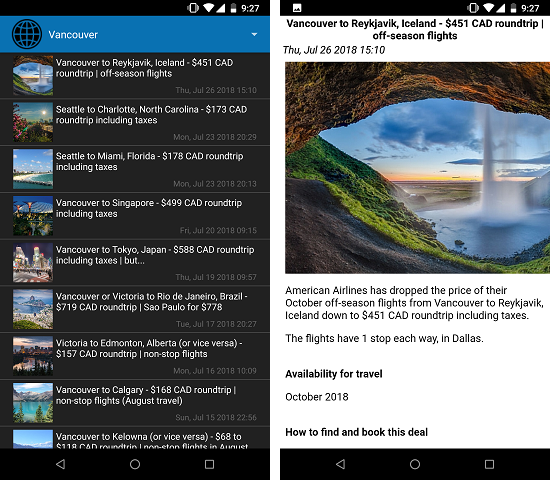 9:27
Vancouver
Vancouver to Reykjavik, Iceland - $451 CAD
roundtrip | off-season flights
Thu, Jul 26 2018 15:10
Seattle to Charlotte, North Carolina - $173 CAD
roundtrip including taxes
Mon, Jul 23 2018 20:29
Seattle to Miami, Florida - $178 CAD roundtrip
including taxes
Mon, Jul 23 2018 20:13
Vancouver to Singapore - $499 CAD roundtrip
including taxes
Fri, Jul 20 2018 09:15
Vancouver to Tokyo, Japan - $588 CAD roundtrip
including taxes | but...
Thu, Jul 19 2018 09:57
Vancouver or Victoria to Rio de Janeiro, Brazil -
$719 CAD roundtrip | Sao Paulo for $778
Tue, Jul 17 2018 20:27
Victoria to Edmonton, Alberta (or vice versa) -
$157 CAD roundtrip | non-stop flights
Mon, Jul 16 2018 10:09
Vancouver to Calgary - $168 CAD roundtrip |
non-stop flights (August travel)
Sun, Jul 15 2018 22:56
Vancouver to Kelowna (or vice versa) - $68 to
$118 CAD roundtrip | non-stop flights in August
9:27
Vancouver to Reykjavik, Iceland - $451 CAD roundtrip |
off-season flights
Thu, Jul 26 2018 15:10
American Airlines has dropped the price of their
October off-season flights from Vancouver to Reykjavik,
Iceland down to $451 CAD roundtrip including taxes.
The flights have 1 stop each way, in Dallas.
Availability for travel
October 2018
How to find and book this deal